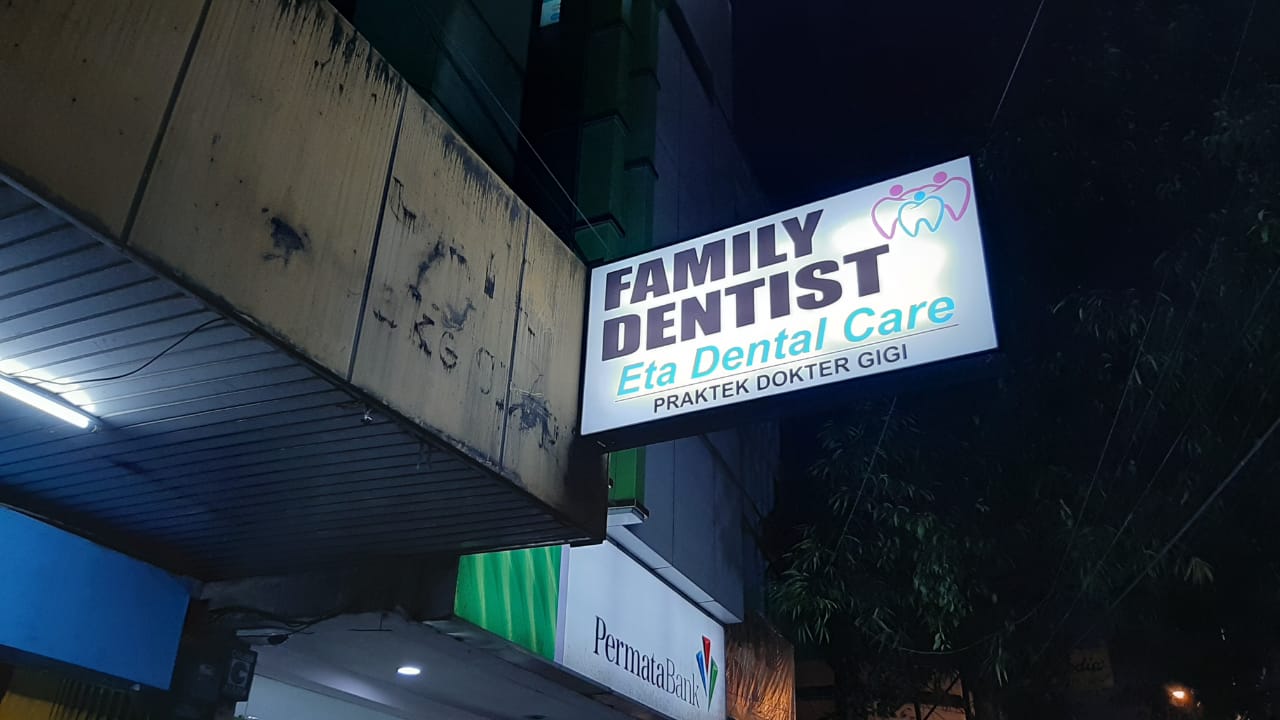 FAMILY
DENTIST
Eta Dental Care
PRAKTEK DOKTER GIGI
PermataBank